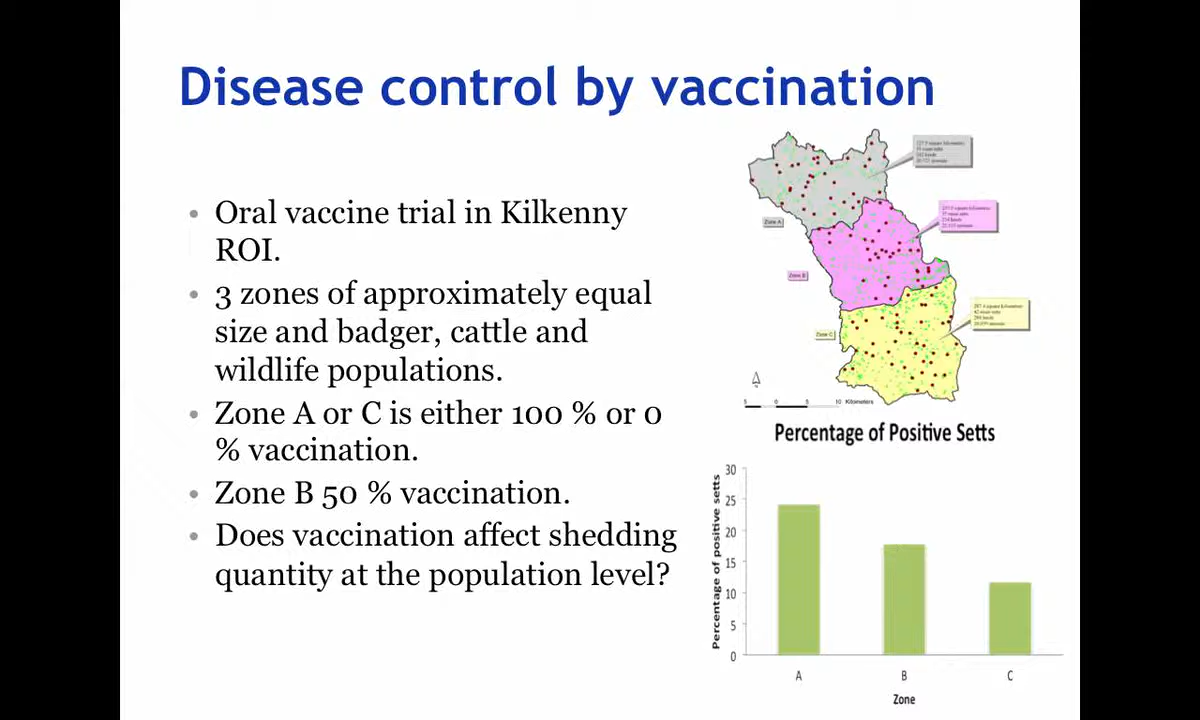 Disease control by vaccination
• Oral vaccine trial in Kilkenny
ROI.
• 3 zones of approximately equal
size and badger, cattle and
wildlife populations.
• Zone A or C is either 100 % or 0
% vaccination.
• Zone B 50 % vaccination.
• Does vaccination affect shedding
quantity at the population level?
Zone A
Zone B
Zone C
5 0 5 10 Kilometers
Percentage of Positive Setts
Percentage of positive setts
30
25
20
15
10
5
0
A B C
Zone